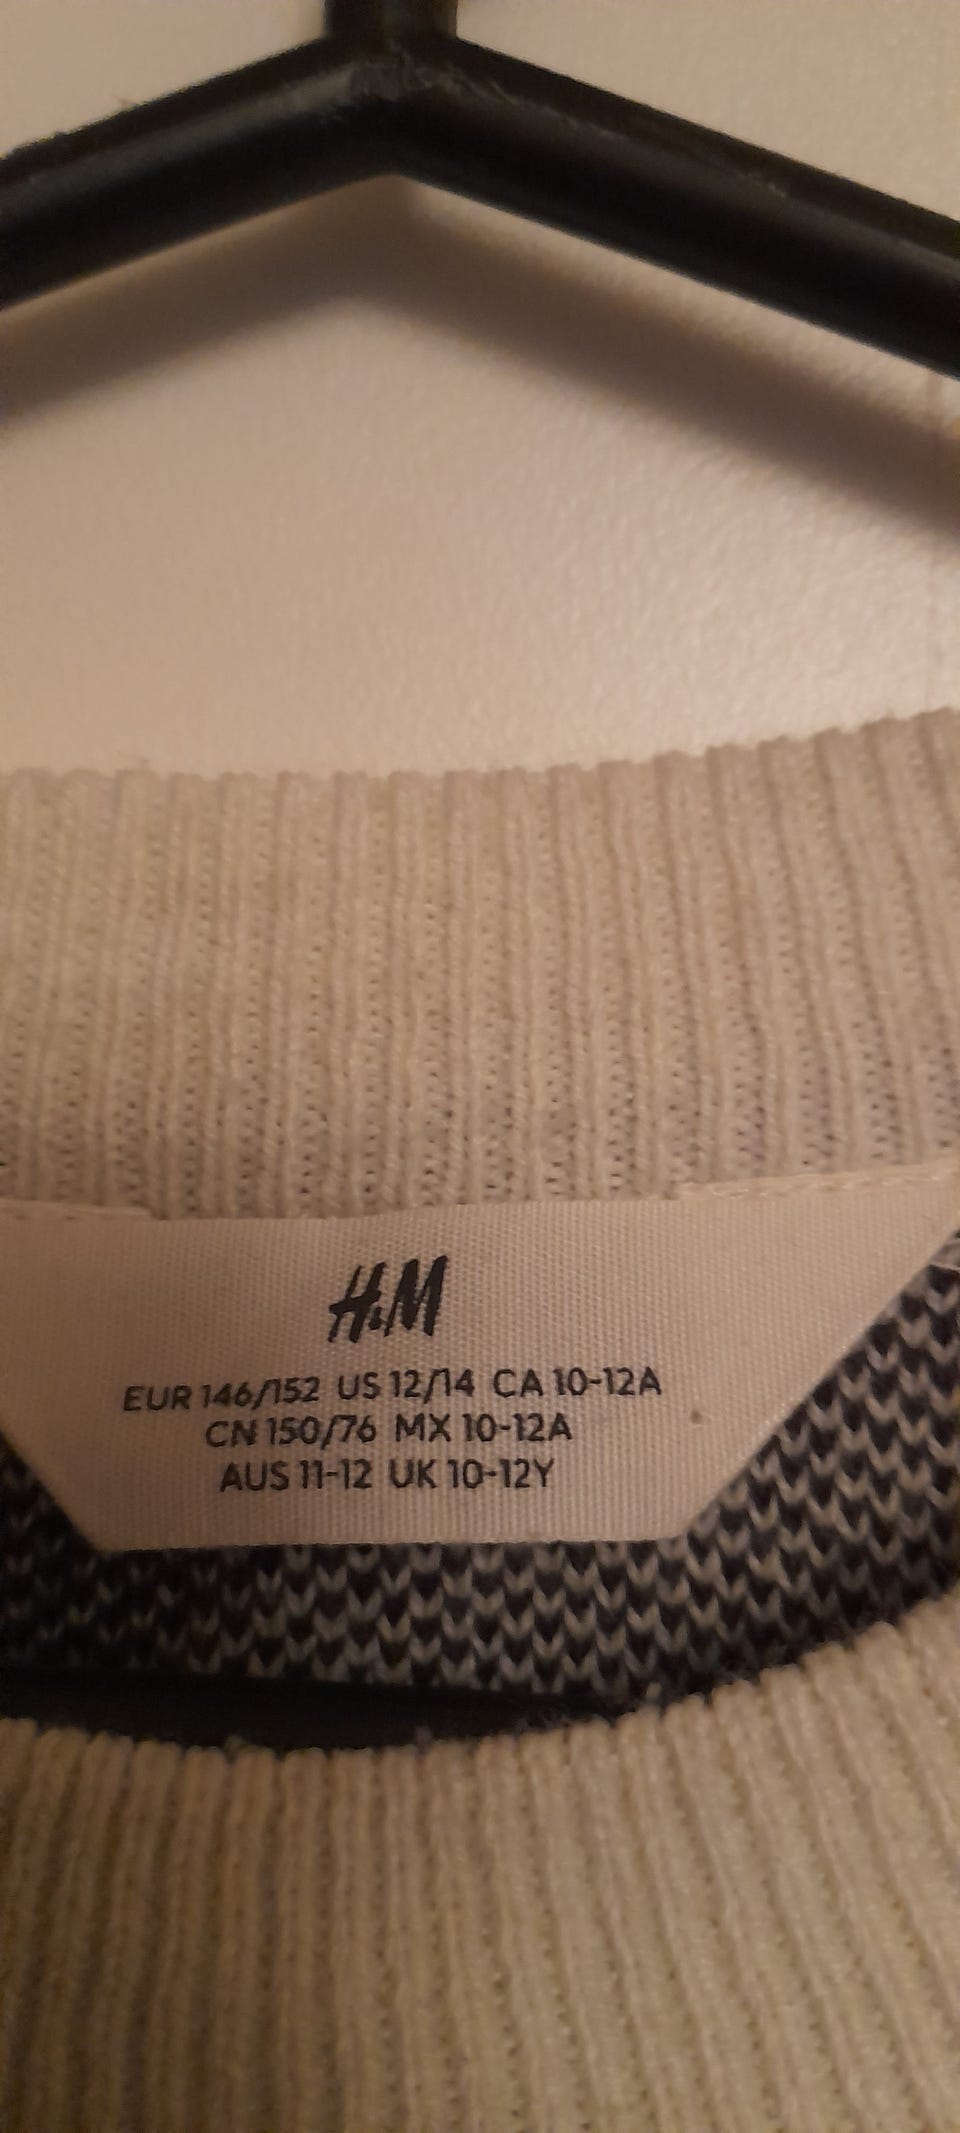 H&M
EUR 146/152 US 12/14 CA 10-12A
CN 150/76 MX 10-12A
AUS 11-12 UK 10-12Y